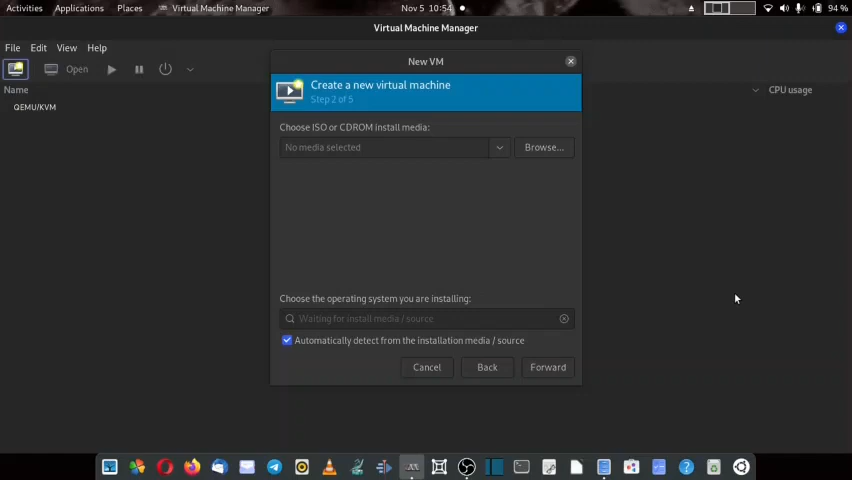 Activities Applications Places Virtual Machine Manager Nov 5 10:54 94 %
Virtual Machine Manager
File Edit View Help
Open
Name CPU usage
QEMU/KVM
New VM
Create a new virtual machine
Step 2 of 5
Choose ISO or CDROM install media:
No media selected Browse...
Choose the operating system you are installing:
Waiting for install media / source
Automatically detect from the installation media / source
Cancel Back Forward